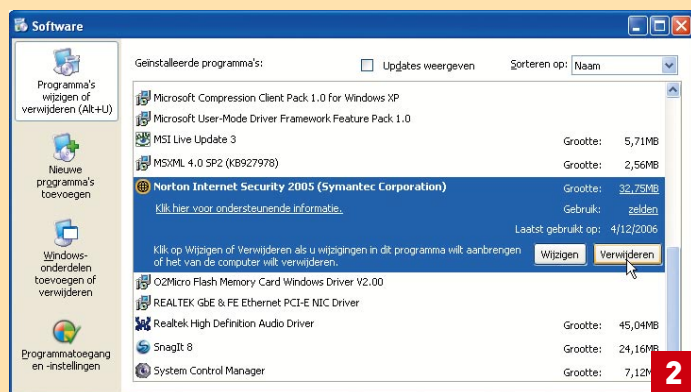 Software
Programma's
wijzigen of
verwijderen (Alt+U)
Nieuwe
programma's
toevoegen
Windows-
onderdelen
toevoegen of
verwijderen
Programmatoegang
en -instellingen
Geïnstalleerde programma's:
Updates weergeven
Sorteren op: Naam
Microsoft Compression Client Pack 1.0 for Windows XP
Microsoft User-Mode Driver Framework Feature Pack 1.0
MSI Live Update 3 Grootte: 5,71MB
MSXML 4.0 SP2 (KB927978) Grootte: 2,56MB
Norton Internet Security 2005 (Symantec Corporation) Grootte: 32,75MB
Klik hier voor ondersteunende informatie. Gebruik: zelden
Laatst gebruikt op: 4/12/2006
Klik op Wijzigen of Verwijderen als u wijzigingen in dit programma wilt aanbrengen
of het van de computer wilt verwijderen.
Wijzigen Verwijderen
O2Micro Flash Memory Card Windows Driver V2.00
REALTEK GbE & FE Ethernet PCI-E NIC Driver
Realtek High Definition Audio Driver Grootte: 45,04MB
SnagIt 8 Grootte: 24,16MB
System Control Manager Grootte: 7,12M
2